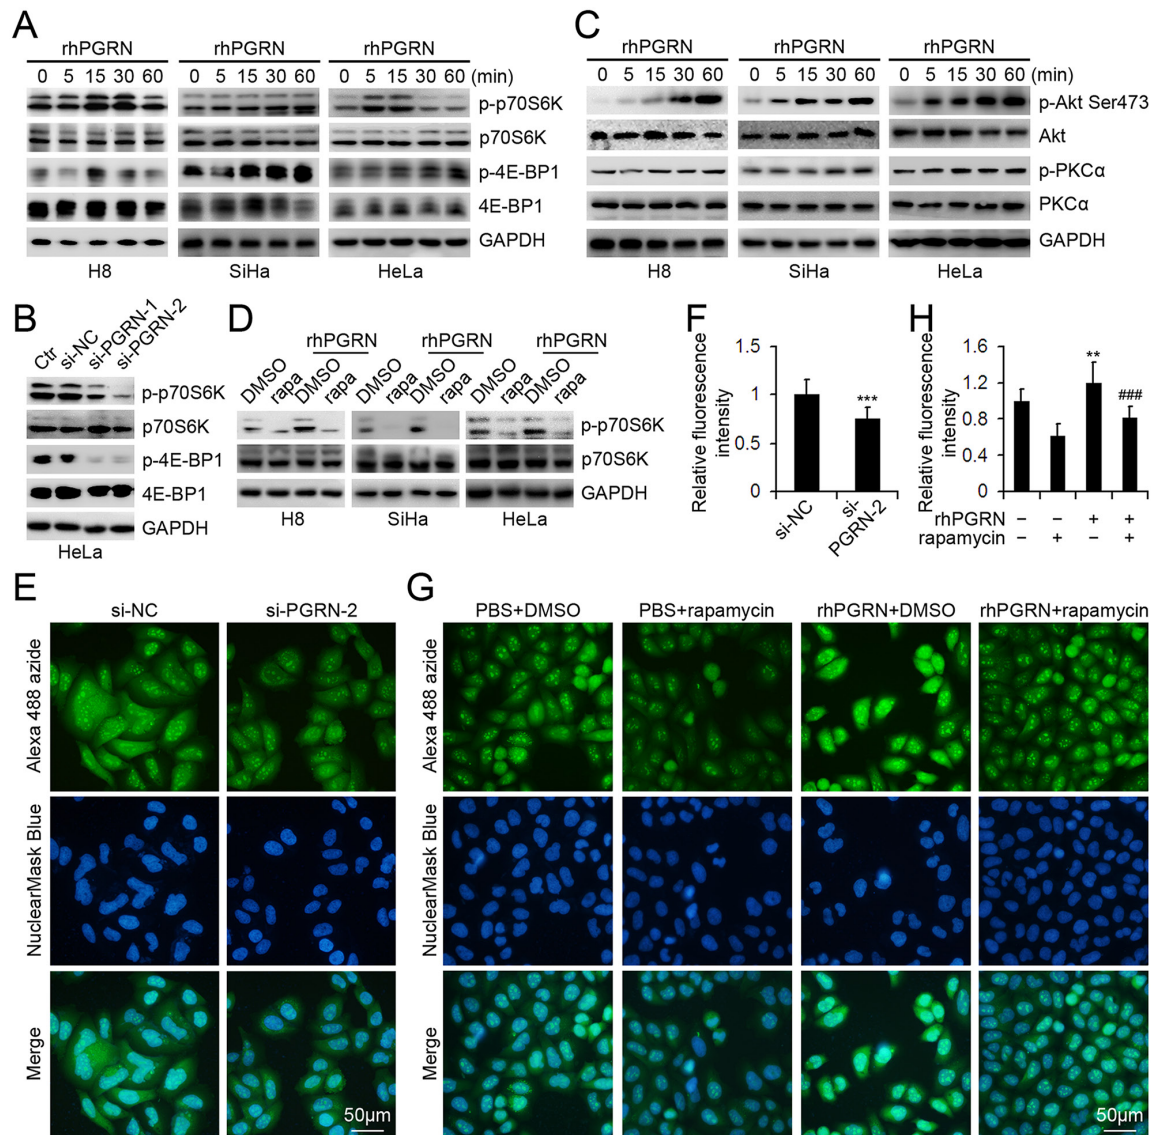 A
rhPGRN rhPGRN rhPGRN
0 5 15 30 60 0 5 15 30 60 0 5 15 30 60 (min)
p-p70S6K
p70S6K
p-4E-BP1
4E-BP1
GAPDH
H8 SiHa HeLa
C
rhPGRN rhPGRN rhPGRN
0 5 15 30 60 0 5 15 30 60 0 5 15 30 60 (min)
p-Akt Ser473
Akt
p-PKCα
PKCα
GAPDH
H8 SiHa HeLa
B
Ctr si-NC si-PGRN-1 si-PGRN-2
p-p70S6K
p70S6K
p-4E-BP1
4E-BP1
GAPDH
HeLa
D
rhPGRN rhPGRN rhPGRN
DMSO rapa DMSO rapa DMSO rapa DMSO rapa DMSO rapa DMSO rapa
p-p70S6K
p70S6K
GAPDH
H8 SiHa HeLa
F
Relative fluorescence
intensity
1.5
1
0.5
0
***
si-NC
si-
PGRN-2
H
Relative fluorescence
intensity
1.6
1.2
0.8
0.4
0
**
###
rhPGRN − − + +
rapamycin − + − +
E
si-NC si-PGRN-2
Alexa 488 azide
NuclearMask Blue
Merge
50μm
G
PBS+DMSO PBS+rapamycin rhPGRN+DMSO rhPGRN+rapamycin
Alexa 488 azide
NuclearMask Blue
Merge
50μm